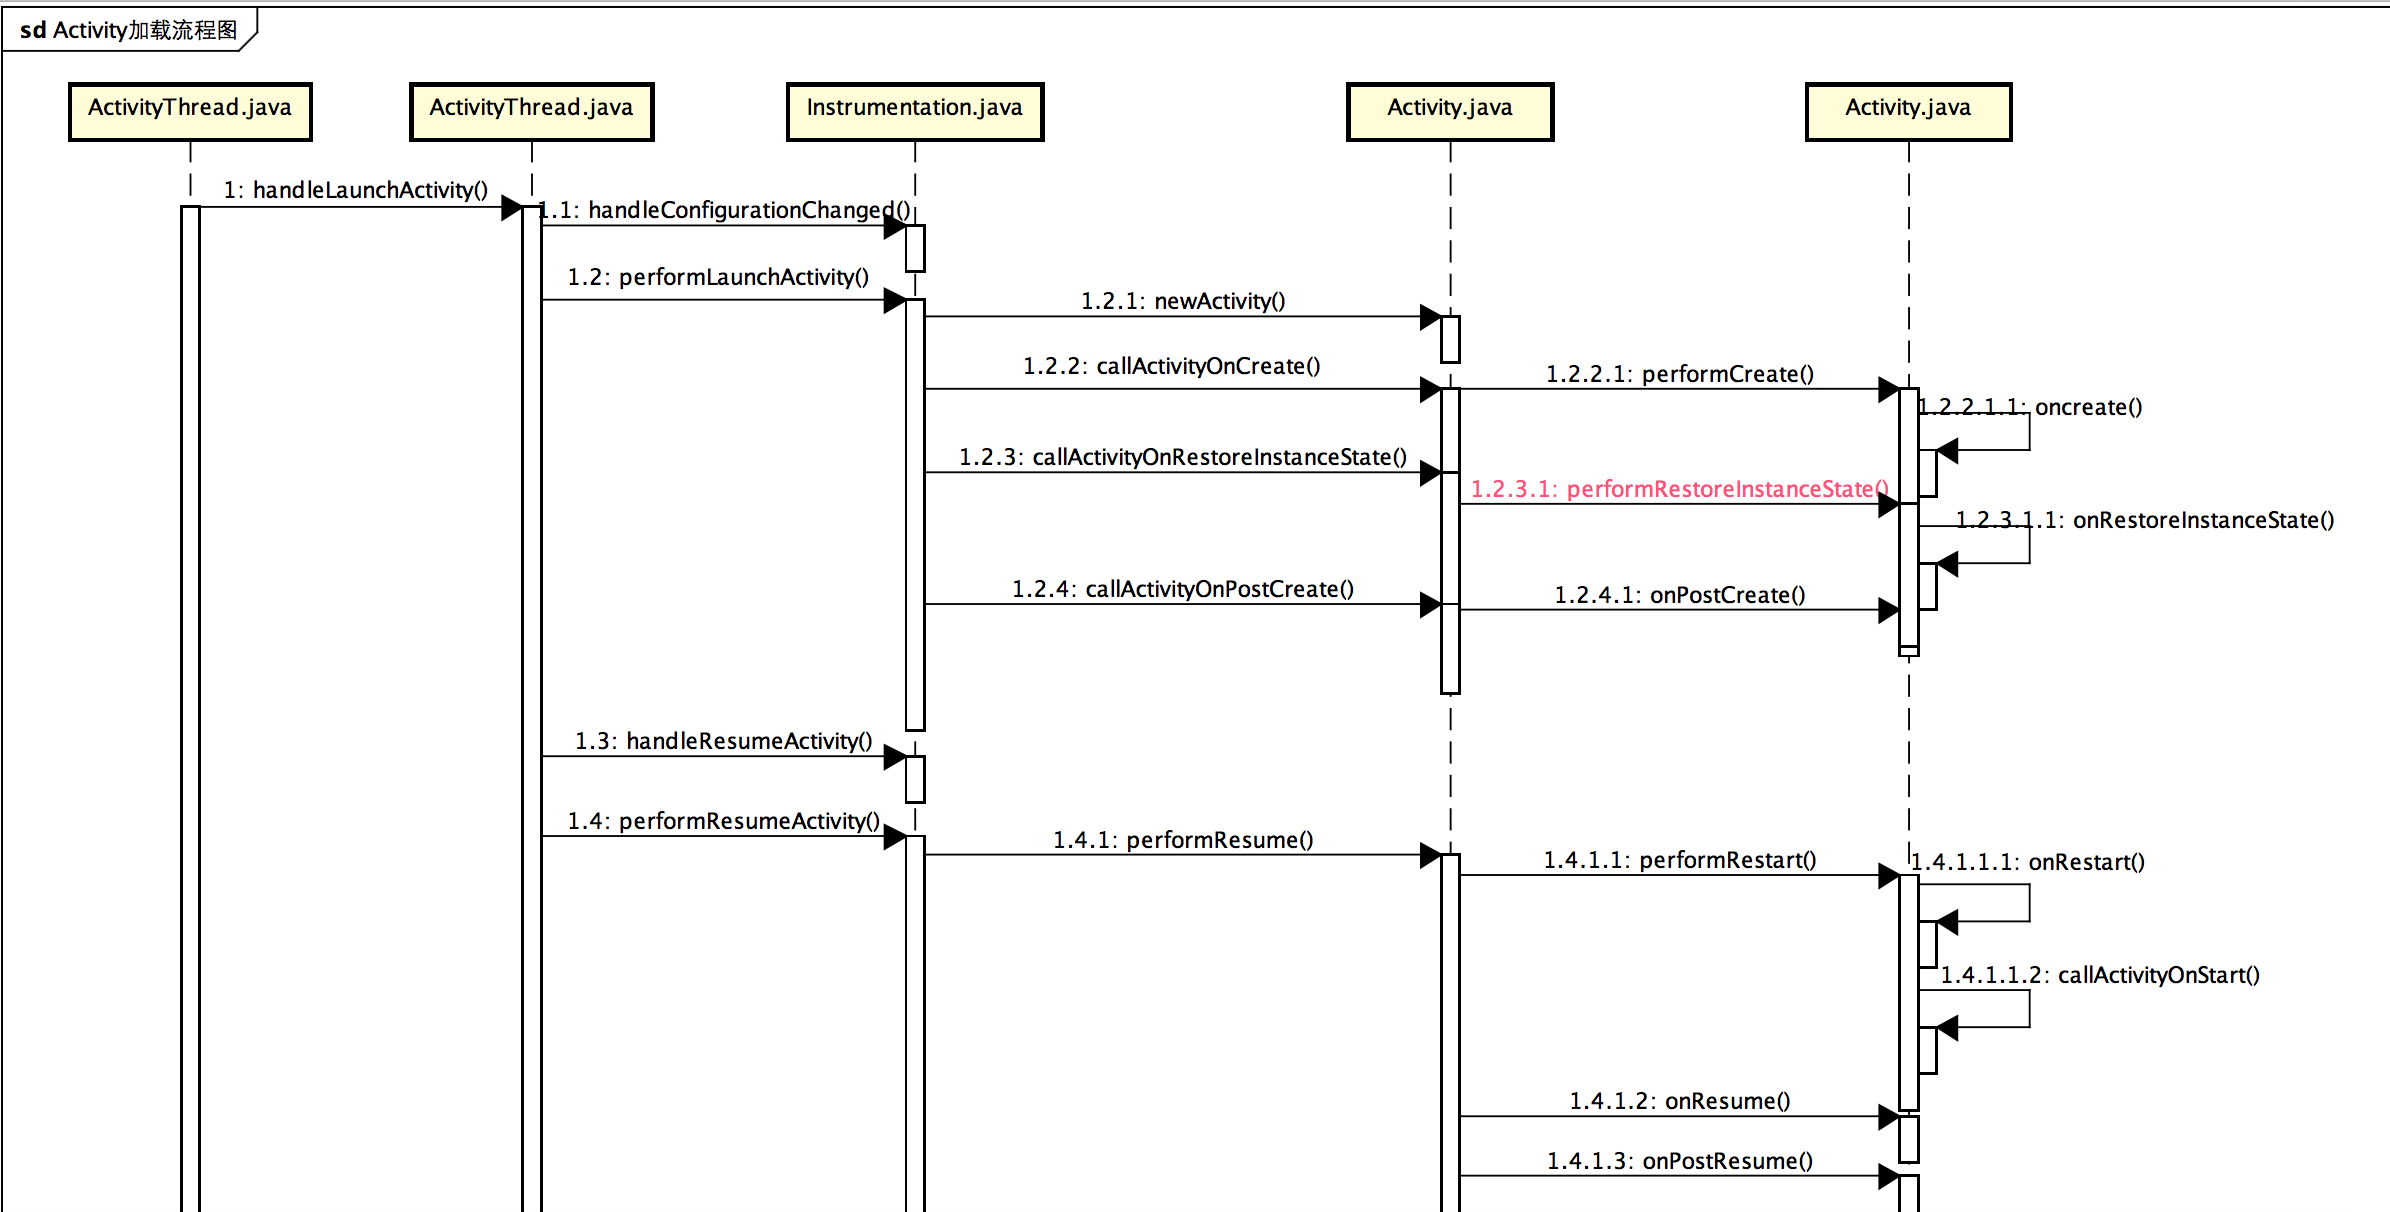 sd Activity加载流程图
ActivityThread.java
ActivityThread.java
Instrumentation.java
Activity.java
Activity.java
1: handleLaunchActivity()
1.1: handleConfigurationChanged()
1.2: performLaunchActivity()
1.2.1: newActivity()
1.2.2: callActivityOnCreate()
1.2.2.1: performCreate()
1.2.2.1.1: oncreate()
1.2.3: callActivityOnRestoreInstanceState()
1.2.3.1: performRestoreInstanceState()
1.2.3.1.1: onRestoreInstanceState()
1.2.4: callActivityOnPostCreate()
1.2.4.1: onPostCreate()
1.3: handleResumeActivity()
1.4: performResumeActivity()
1.4.1: performResume()
1.4.1.1: performRestart()
1.4.1.1.1: onRestart()
1.4.1.1.2: callActivityOnStart()
1.4.1.2: onResume()
1.4.1.3: onPostResume()